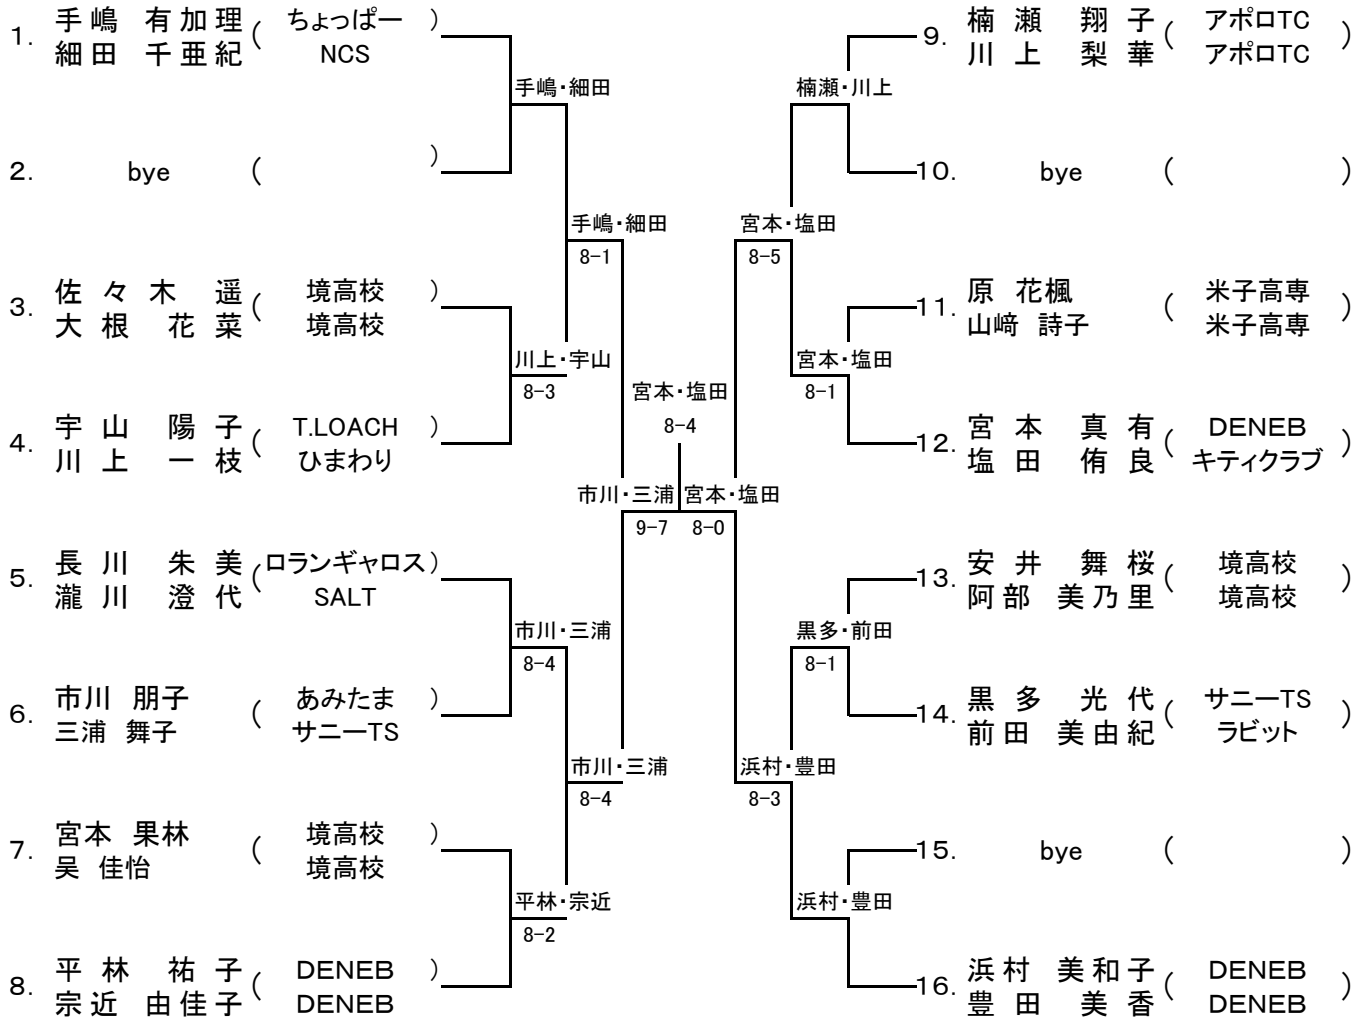 1. 手嶋 有加理 ( ちょっぱー )
細田 千亜紀 NCS
2. bye ( )
3. 佐々木 遥 ( 境高校 )
大根 花菜 境高校
4. 宇山 陽子 ( T.LOACH )
川上 一枝 ひまわり
5. 長川 朱美 ( ロランギャロス )
瀧川 澄代 SALT
6. 市川 朋子 ( あみたま )
三浦 舞子 サニーTS
7. 宮本 果林 ( 境高校 )
吴 佳怡 境高校
8. 平林 祐子 ( DENEB )
宗近 由佳子 DENEB
手嶋・細田
川上・宇山
8-3
市川・三浦
8-4
平林・宗近
8-2
手嶋・細田
8-1
市川・三浦
8-4
市川・三浦
9-7
宮本・塩田
8-4
宮本・塩田
8-0
宮本・塩田
8-5
浜村・豊田
8-3
楠瀬・川上
宮本・塩田
8-1
黒多・前田
8-1
浜村・豊田
9. 楠瀬 翔子 ( アポロTC )
川上 梨華 アポロTC
10. bye ( )
11. 原 花楓 ( 米子高専 )
山﨑 詩子 米子高専
12. 宮本 真有 ( DENEB )
塩田 侑良 キティクラブ
13. 安井 舞桜 ( 境高校 )
阿部 美乃里 境高校
14. 黒多 光代 ( サニーTS )
前田 美由紀 ラビット
15. bye ( )
16. 浜村 美和子 ( DENEB )
豊田 美香 DENEB